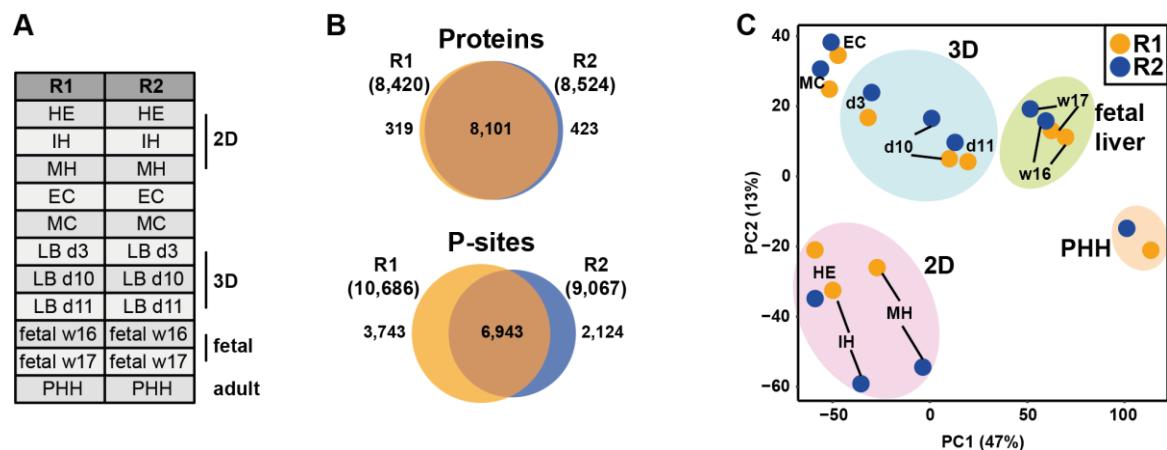 A
R1 R2
HE HE
IH IH
MH MH
EC EC
MC MC
LB d3 LB d3
LB d10 LB d10
LB d11 LB d11
fetal w16 fetal w16
fetal w17 fetal w17
PHH PHH
2D
3D
fetal
adult
B
Proteins
R1 R2
(8,420) (8,524)
319 8,101 423
P-sites
R1 R2
(10,686) (9,067)
3,743 6,943 2,124
C
R1
R2
EC
MC
3D
d3
d10 d11
w17
fetal
liver
w16
PHH
2D
HE
MH
IH
40
20
0
−20
−40
−60
PC2 (13%)
−50 0 50 100
PC1 (47%)